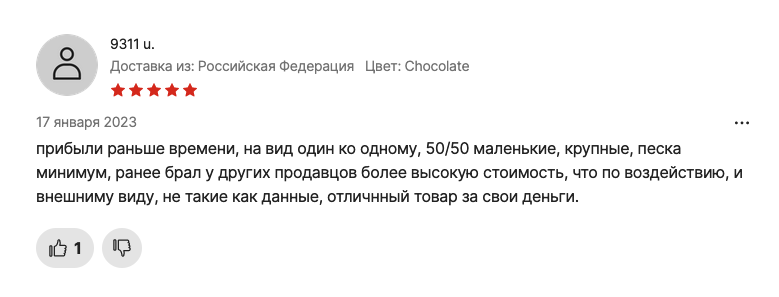 9311 u.
Доставка из: Российская Федерация Цвет: Chocolate
17 января 2023
прибыли раньше времени, на вид один ко одному, 50/50 маленькие, крупные, песка
минимум, ранее брал у других продавцов более высокую стоимость, что по воздействию, и
внешниму виду, не такие как данные, отличнный товар за свои деньги.
1